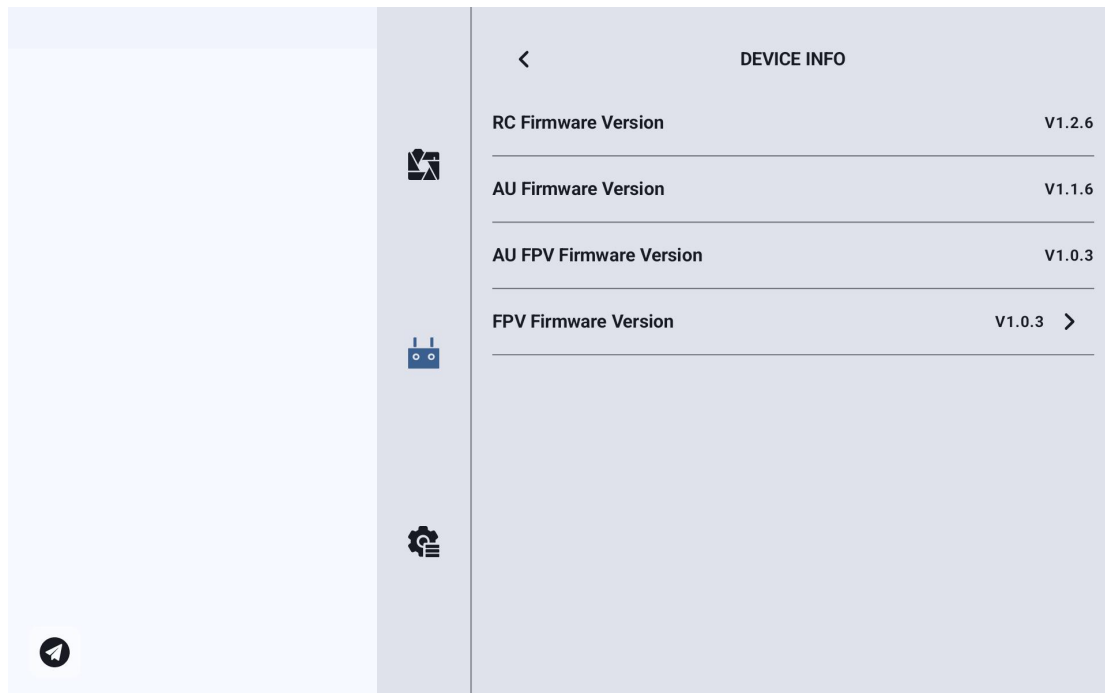 DEVICE INFO
RC Firmware Version V1.2.6
AU Firmware Version V1.1.6
AU FPV Firmware Version V1.0.3
FPV Firmware Version V1.0.3